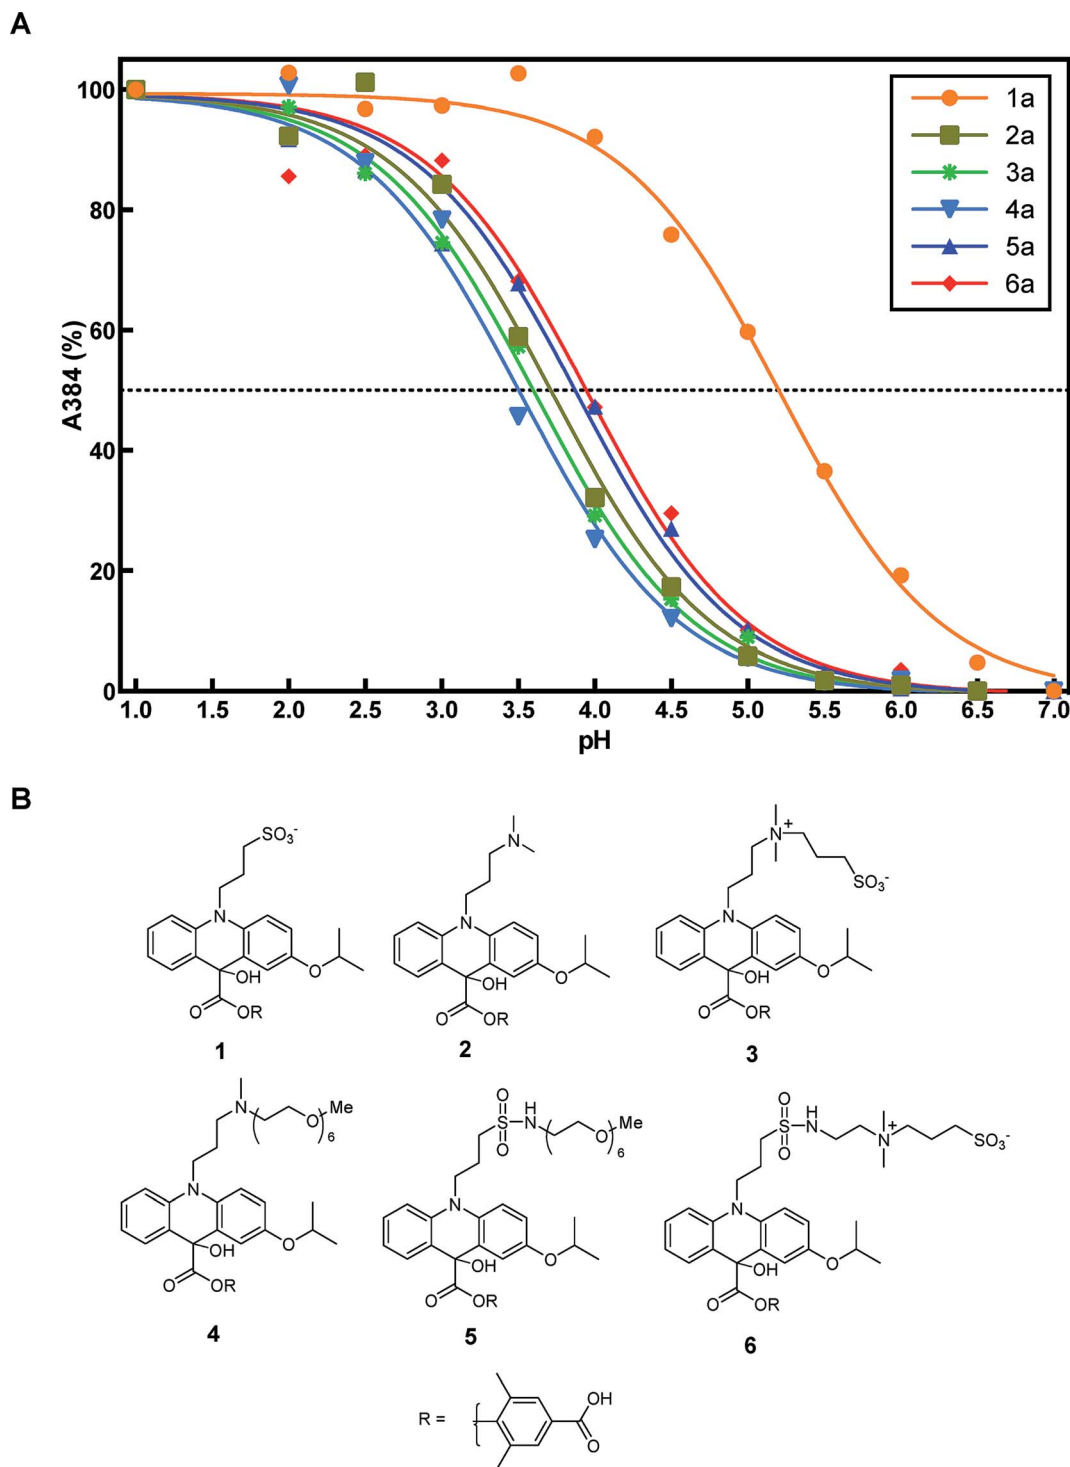 A
A384 (%)
100
80
60
40
20
0
1.0 1.5 2.0 2.5 3.0 3.5 4.0 4.5 5.0 5.5 6.0 6.5 7.0
pH
1a
2a
3a
4a
5a
6a
B
SO3-
N
OH
O
O
OR
1
N
N
OH
O
O
OR
2
N+
SO3-
N
OH
O
O
OR
3
N
O
Me
6
N
OH
O
O
OR
4
O
S
O
H
N
O
Me
6
N
OH
O
O
OR
5
O
S
O
H
N
N+
SO3-
N
OH
O
O
OR
6
R =
OH
O